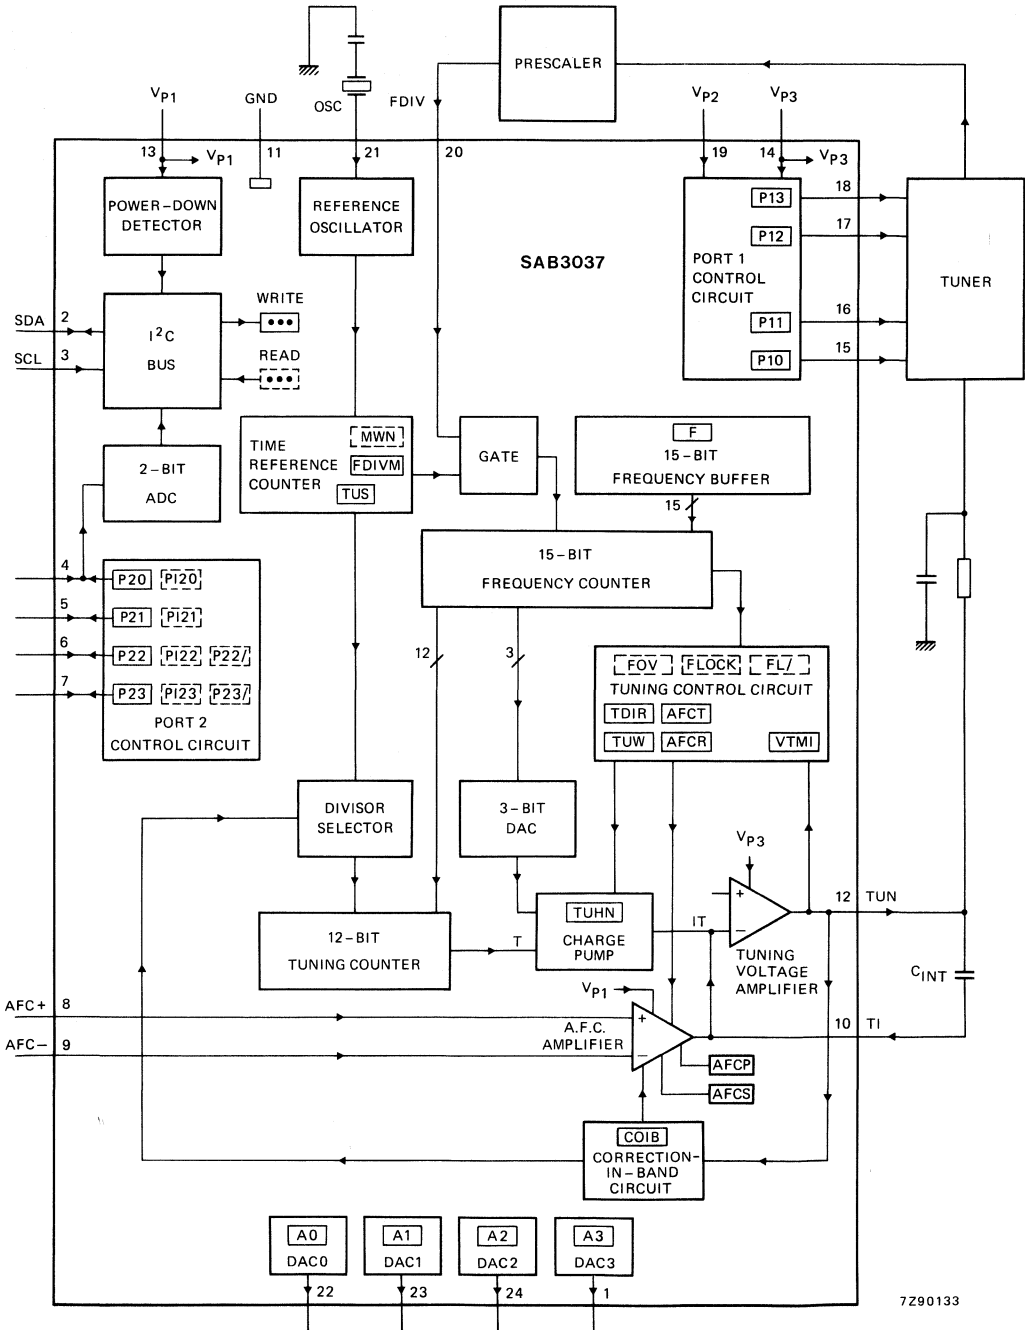 PRESCALER
OSC
FDIV
VP1
GND
VP2
VP3
13
VP1
11
21
20
19
14
VP3
POWER-DOWN
DETECTOR
REFERENCE
OSCILLATOR
SAB3037
PORT 1
CONTROL
CIRCUIT
P13
P12
P11
P10
18
17
16
15
TUNER
SDA
2
SCL
3
I2C
BUS
WRITE
READ
2-BIT
ADC
TIME
REFERENCE
COUNTER
MWN
FDIVM
TUS
GATE
F
15-BIT
FREQUENCY BUFFER
15
15-BIT
FREQUENCY COUNTER
4
P20 PI20
5
P21 PI21
6
P22 PI22 P22/
7
P23 PI23 P23/
PORT 2
CONTROL CIRCUIT
12
3
FOV FLOCK FL/
TUNING CONTROL CIRCUIT
TDIR AFCT
TUW AFCR VTMI
DIVISOR
SELECTOR
3-BIT
DAC
VP3
12-BIT
TUNING COUNTER
T
TUHN
CHARGE
PUMP
IT
+
−
TUNING
VOLTAGE
AMPLIFIER
12
TUN
CINT
VP1
AFC+
8
AFC−
9
A.F.C.
AMPLIFIER
+
−
10
TI
AFCP
AFCS
COIB
CORRECTION-
IN-BAND
CIRCUIT
A0
DAC0
A1
DAC1
A2
DAC2
A3
DAC3
22
23
24
1
7Z90133